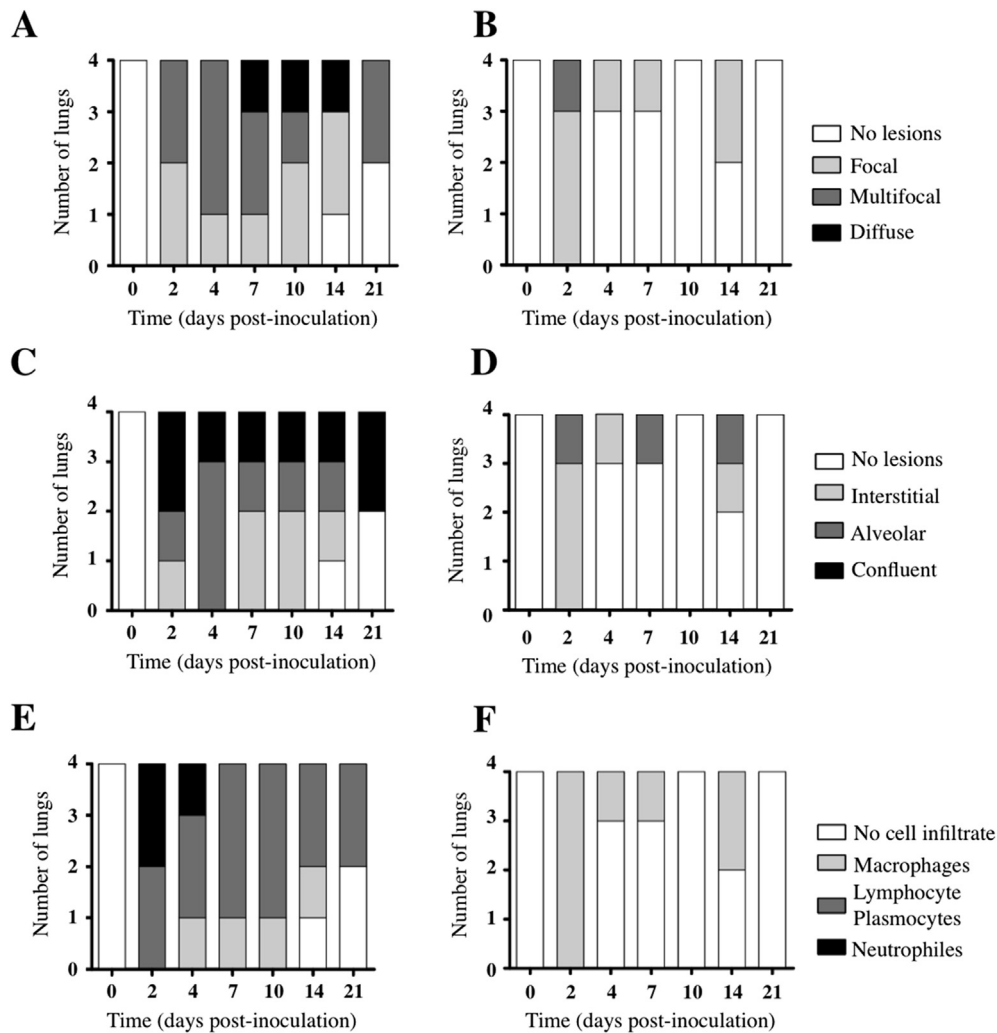 A
Number of lungs
4
3
2
1
0
0 2 4 7 10 14 21
Time (days post-inoculation)
B
Number of lungs
4
3
2
1
0
0 2 4 7 10 14 21
Time (days post-inoculation)
No lesions
Focal
Multifocal
Diffuse
C
Number of lungs
4
3
2
1
0
0 2 4 7 10 14 21
Time (days post-inoculation)
D
Number of lungs
4
3
2
1
0
0 2 4 7 10 14 21
Time (days post-inoculation)
No lesions
Interstitial
Alveolar
Confluent
E
Number of lungs
4
3
2
1
0
0 2 4 7 10 14 21
Time (days post-inoculation)
F
Number of lungs
4
3
2
1
0
0 2 4 7 10 14 21
Time (days post-inoculation)
No cell infiltrate
Macrophages
Lymphocyte
Plasmocytes
Neutrophiles